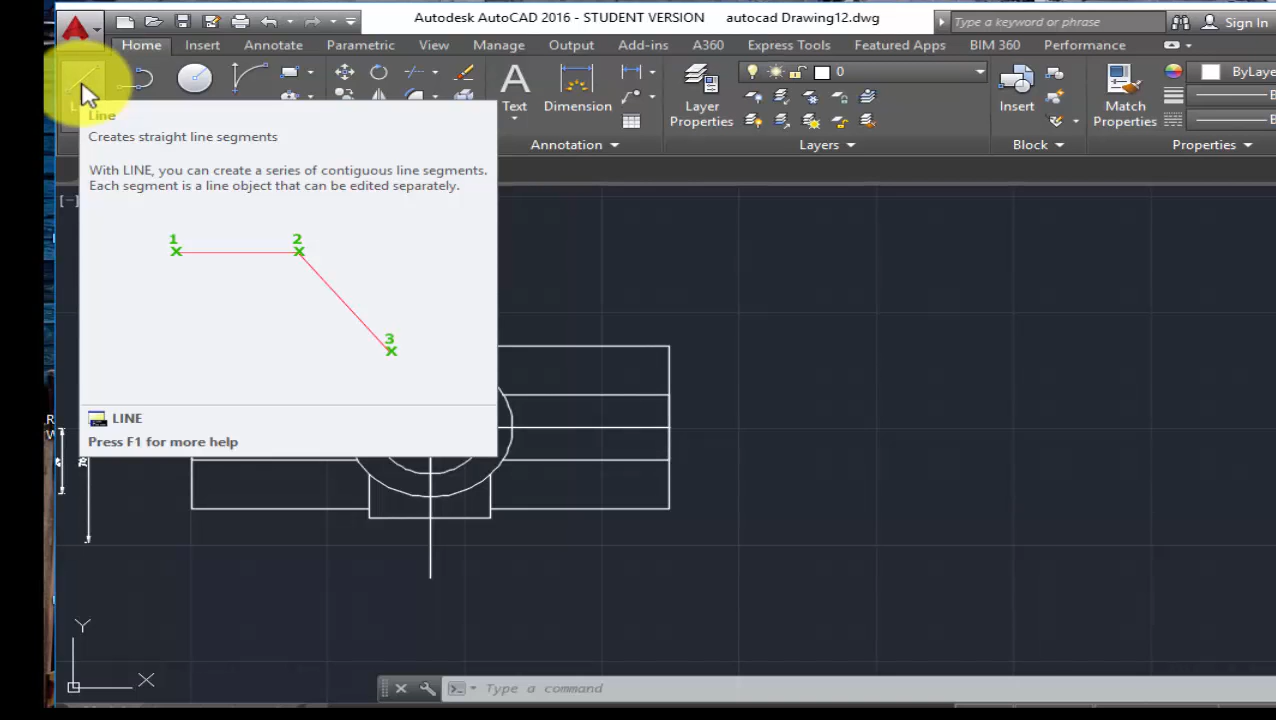 Autodesk AutoCAD 2016 - STUDENT VERSION autocad Drawing12.dwg
Type a keyword or phrase
Sign In
Home Insert Annotate Parametric View Manage Output Add-ins A360 Express Tools Featured Apps BIM 360 Performance
0
ByLaye
Text
Dimension
Layer
Properties
Insert
Match
Properties
Annotation
Layers
Block
Properties
Line
Creates straight line segments
With LINE, you can create a series of contiguous line segments.
Each segment is a line object that can be edited separately.
1
2
3
LINE
Press F1 for more help
[−]
R
W
Y
X
Type a command